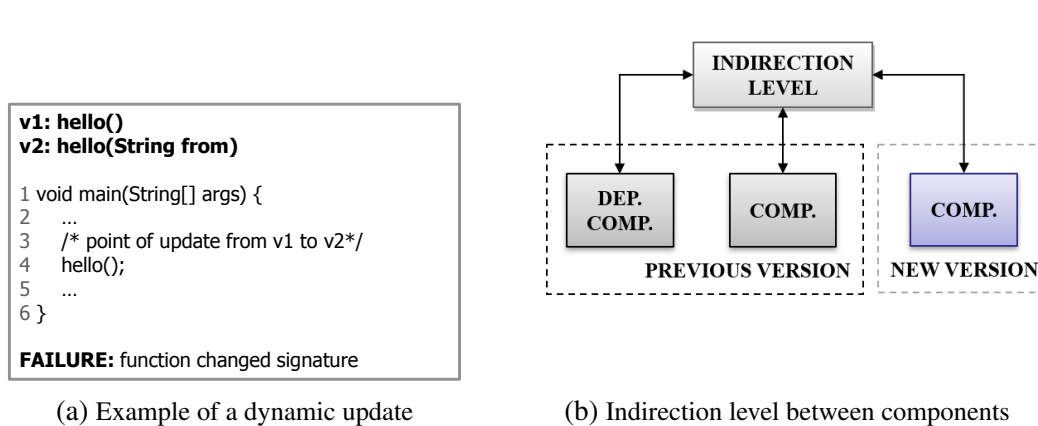 v1: hello()
v2: hello(String from)
1 void main(String[] args) {
2 ...
3 /* point of update from v1 to v2*/
4 hello();
5 ...
6 }
FAILURE: function changed signature
(a) Example of a dynamic update
INDIRECTION
LEVEL
DEP.
COMP.
COMP.
COMP.
PREVIOUS VERSION
NEW VERSION
(b) Indirection level between components